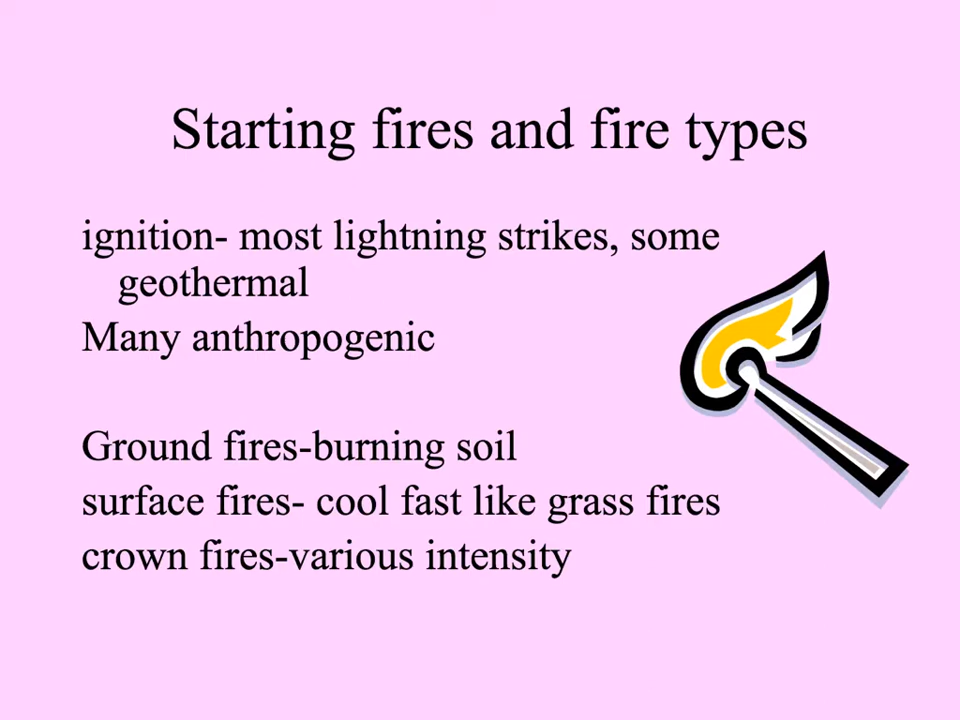 Starting fires and fire types
ignition- most lightning strikes, some
geothermal
Many anthropogenic
Ground fires-burning soil
surface fires- cool fast like grass fires
crown fires-various intensity